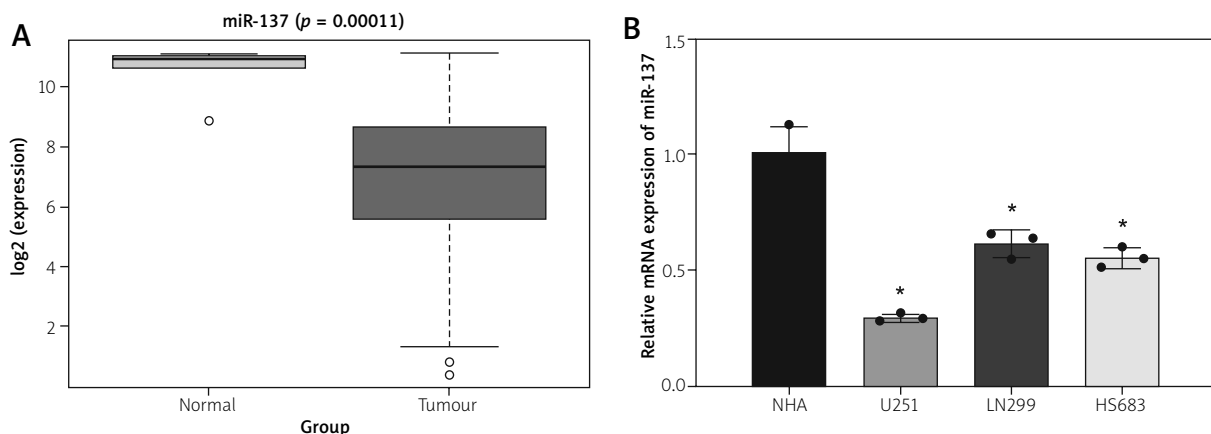 A
miR-137 (p = 0.00011)
log2 (expression)
10
8
6
4
2
Normal
Tumour
Group
B
Relative mRNA expression of miR-137
1.5
1.0
0.5
0.0
*
*
*
NHA
U251
LN299
HS683